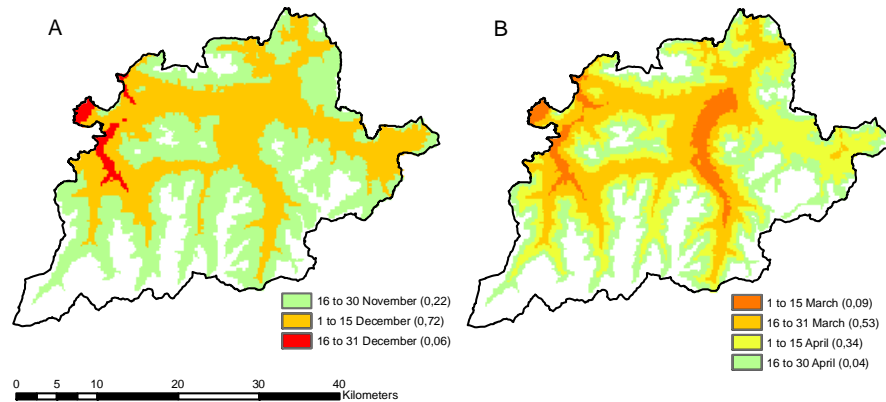 A
B
16 to 30 November (0,22)
1 to 15 December (0,72)
16 to 31 December (0,06)
1 to 15 March (0,09)
16 to 31 March (0,53)
1 to 15 April (0,34)
16 to 30 April (0,04)
0 5 10 20 30 40
Kilometers